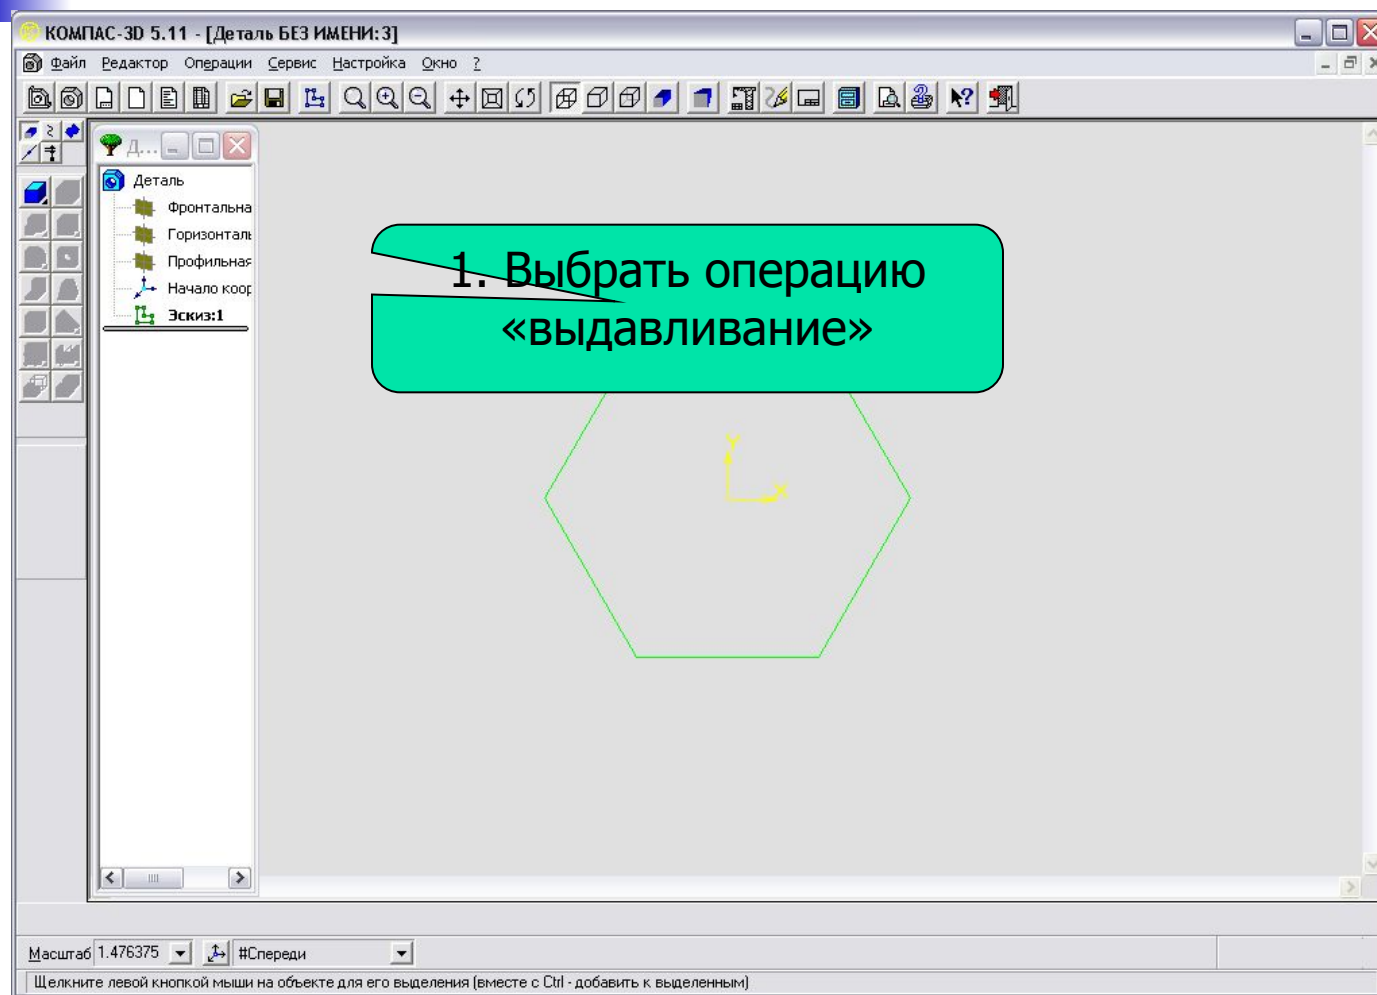 КОМПАС-3D 5.11 - [Деталь БЕЗ ИМЕНИ:3]
Файл Редактор Операции Сервис Настройка Окно ?
Д...
Деталь
Фронтальна
Горизонталь
Профильная
Начало коор
Эскиз:1
1. Выбрать операцию
«выдавливание»
Y
X
Масштаб 1.476375 #Спереди
Щелкните левой кнопкой мыши на объекте для его выделения (вместе с Ctrl - добавить к выделенным)